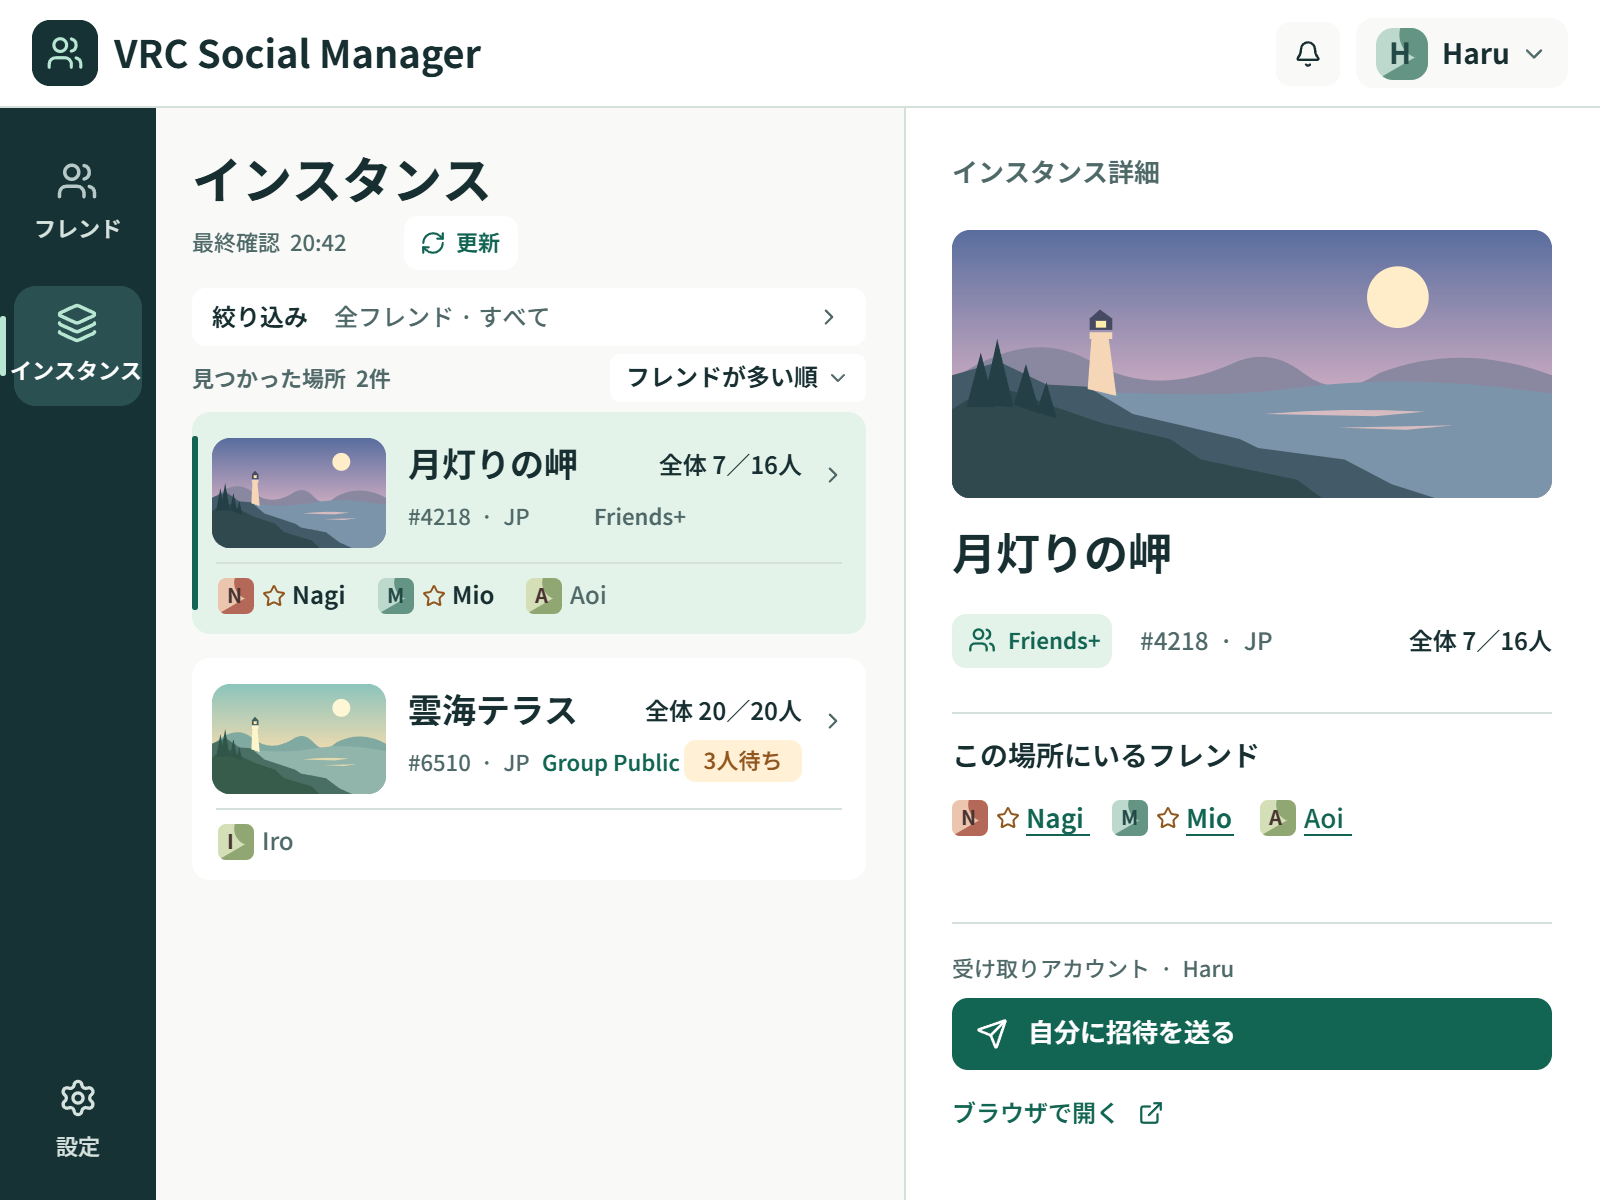 VRC Social Manager
H Haru
フレンド
インスタンス
設定
インスタンス
最終確認 20:42
更新
絞り込み 全フレンド・すべて
見つかった場所 2件
フレンドが多い順
月灯りの岬 全体 7／16人
#4218 · JP Friends+
N Nagi M Mio A Aoi
雲海テラス 全体 20／20人
#6510 · JP Group Public 3人待ち
I Iro
インスタンス詳細
月灯りの岬
Friends+ #4218 · JP 全体 7／16人
この場所にいるフレンド
N Nagi M Mio A Aoi
受け取りアカウント · Haru
自分に招待を送る
ブラウザで開く